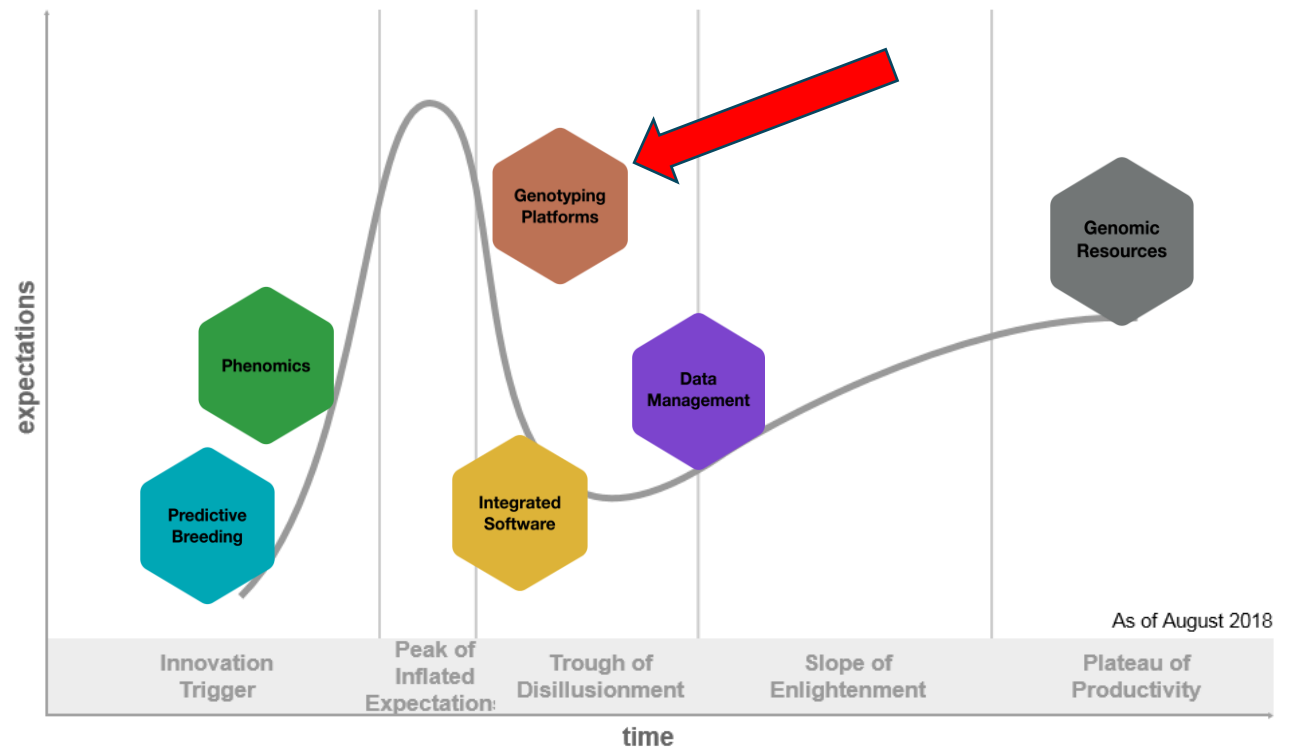 expectations
Genotyping
Platforms
Genomic
Resources
Phenomics
Data
Management
Predictive
Breeding
Integrated
Software
As of August 2018
Innovation
Trigger
Peak of
Inflated
Expectation
Trough of
Disillusionment
Slope of
Enlightenment
Plateau of
Productivity
time